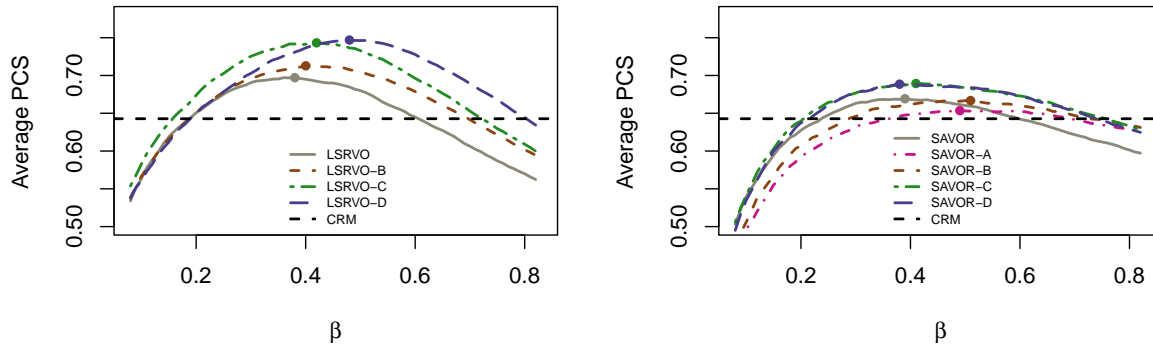 Average PCS
0.50
0.60
0.70
LSRVO
LSRVO−B
LSRVO−C
LSRVO−D
CRM
0.2
0.4
0.6
0.8
β
Average PCS
0.50
0.60
0.70
SAVOR
SAVOR−A
SAVOR−B
SAVOR−C
SAVOR−D
CRM
0.2
0.4
0.6
0.8
β